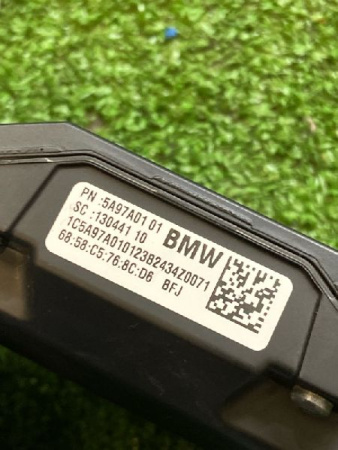 PN :5A97A01 01
SC :130441 10
BMW
1C5A97A01012382434Z0071
68:58:C5:76:8C:D6 BFJ